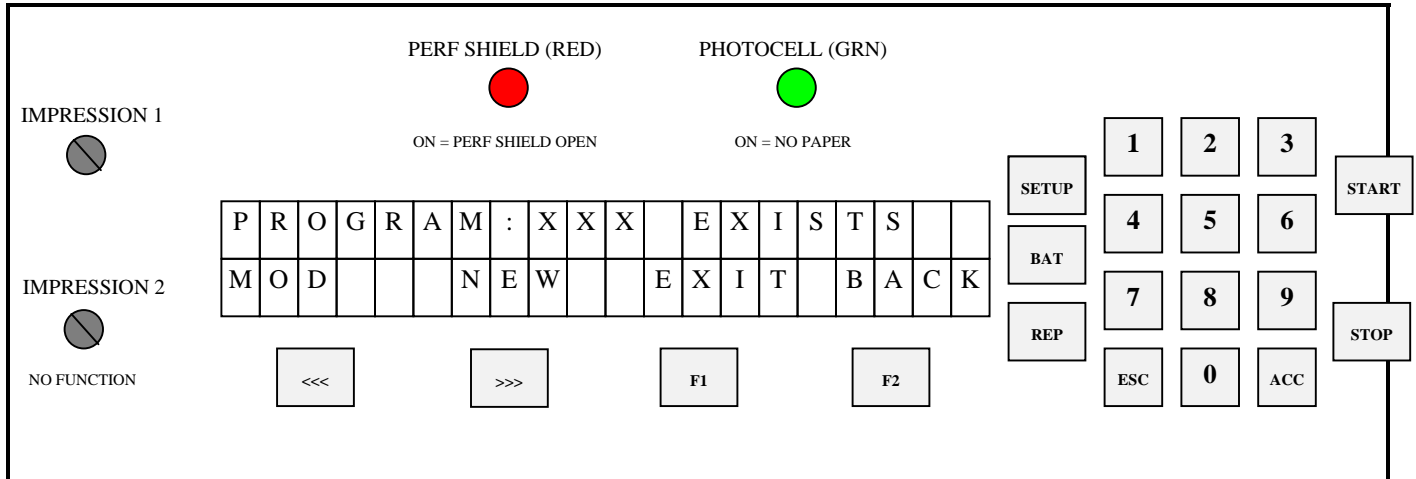 PERF SHIELD (RED)
PHOTOCELL (GRN)
IMPRESSION 1
ON = PERF SHIELD OPEN
ON = NO PAPER
1 2 3
SETUP
START
PROGRAM:XXX EXISTS
4 5 6
BAT
MOD NEW EXIT BACK
IMPRESSION 2
7 8 9
REP
STOP
NO FUNCTION
<<< >>> F1 F2
ESC 0 ACC